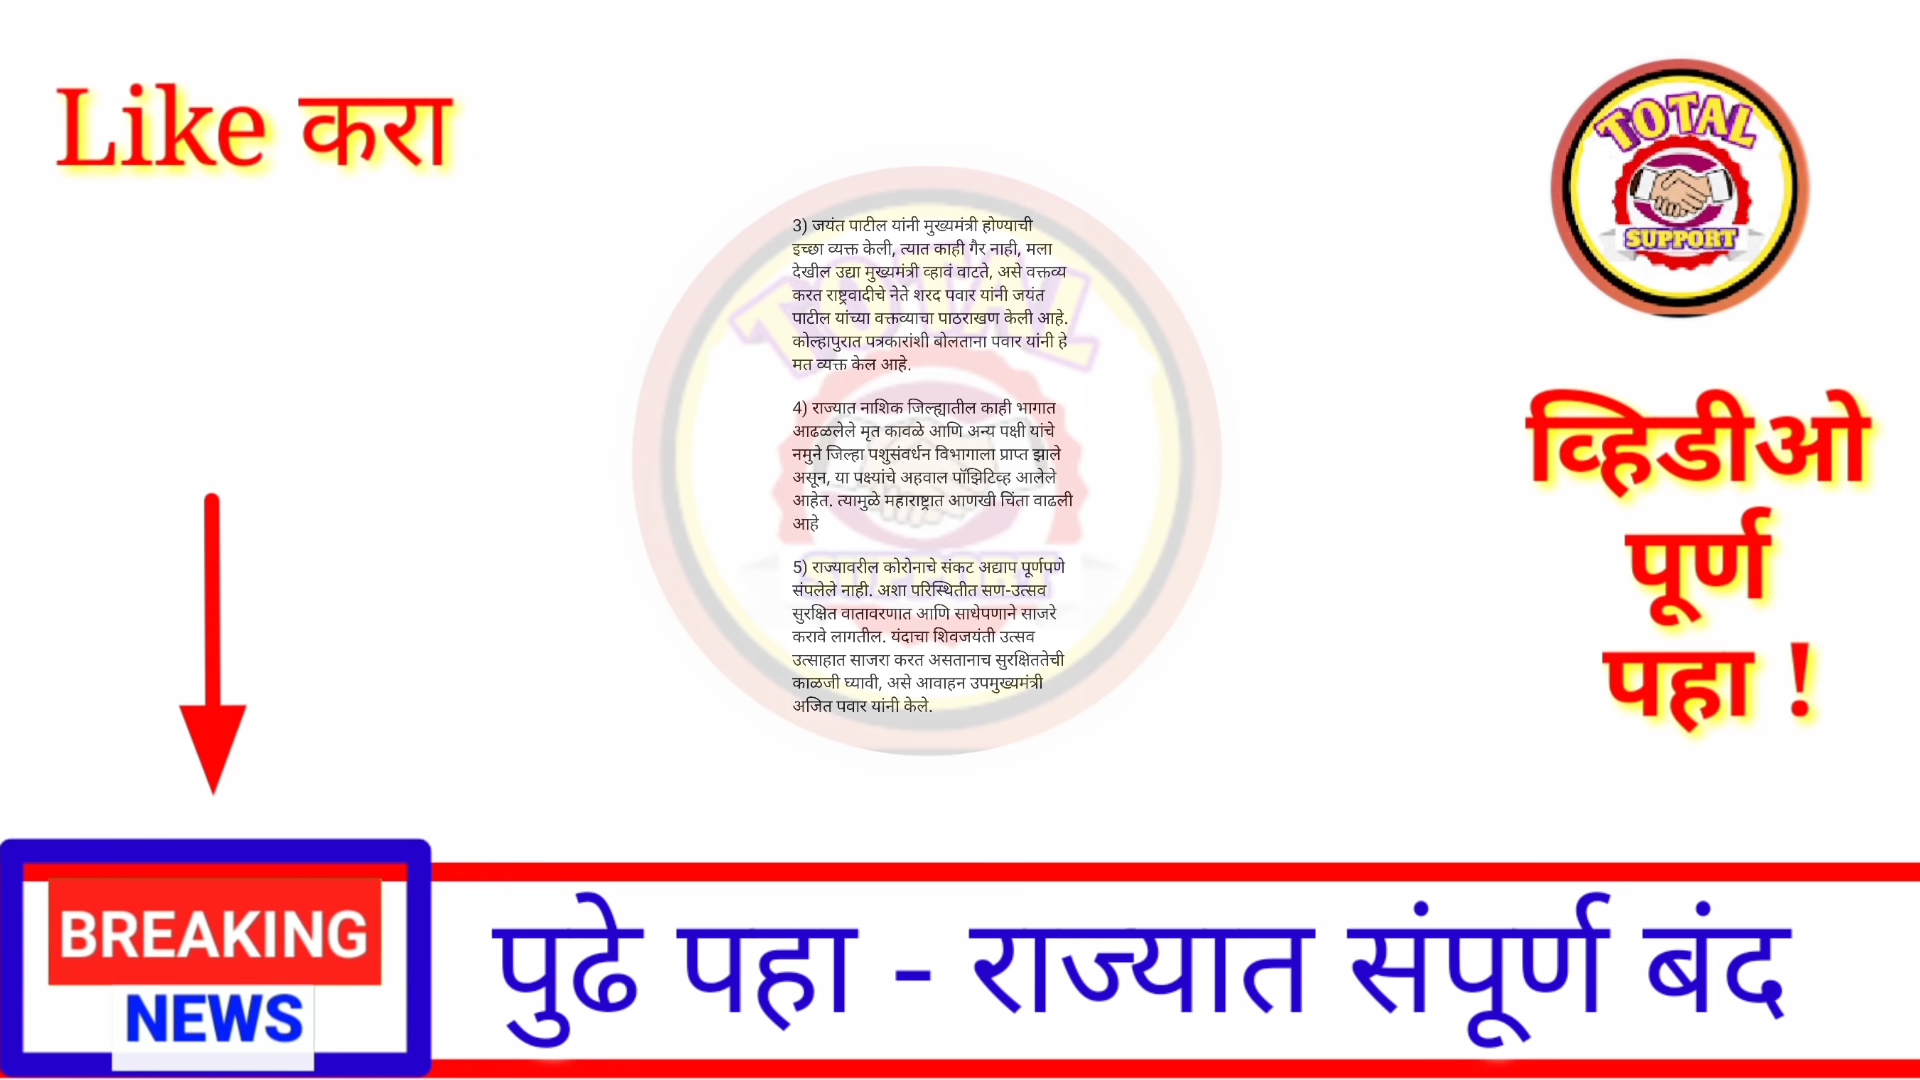 Like करा
TOTAL
SUPPORT
3) जयंत पाटील यांनी मुख्यमंत्री होण्याची
इच्छा व्यक्त केली, त्यात काही गैर नाही, मला
देखील उद्या मुख्यमंत्री व्हावं वाटते, असे वक्तव्य
करत राष्ट्रवादीचे नेते शरद पवार यांनी जयंत
पाटील यांच्या वक्तव्याचा पाठराखण केली आहे.
कोल्हापुरात पत्रकारांशी बोलताना पवार यांनी हे
मत व्यक्त केल आहे.
4) राज्यात नाशिक जिल्ह्यातील काही भागात
आढळलेले मृत कावळे आणि अन्य पक्षी यांचे
नमुने जिल्हा पशुसंवर्धन विभागाला प्राप्त झाले
असून, या पक्ष्यांचे अहवाल पॉझिटिव्ह आलेले
आहेत. त्यामुळे महाराष्ट्रात आणखी चिंता वाढली
आहे
5) राज्यावरील कोरोनाचे संकट अद्याप पूर्णपणे
संपलेले नाही. अशा परिस्थितीत सण-उत्सव
सुरक्षित वातावरणात आणि साधेपणाने साजरे
करावे लागतील. यंदाचा शिवजयंती उत्सव
उत्साहात साजरा करत असतानाच सुरक्षिततेची
काळजी घ्यावी, असे आवाहन उपमुख्यमंत्री
अजित पवार यांनी केले.
TOTAL
SUPPORT
व्हिडीओ
पूर्ण
पहा !
BREAKING
NEWS
पुढे पहा - राज्यात संपूर्ण बंद